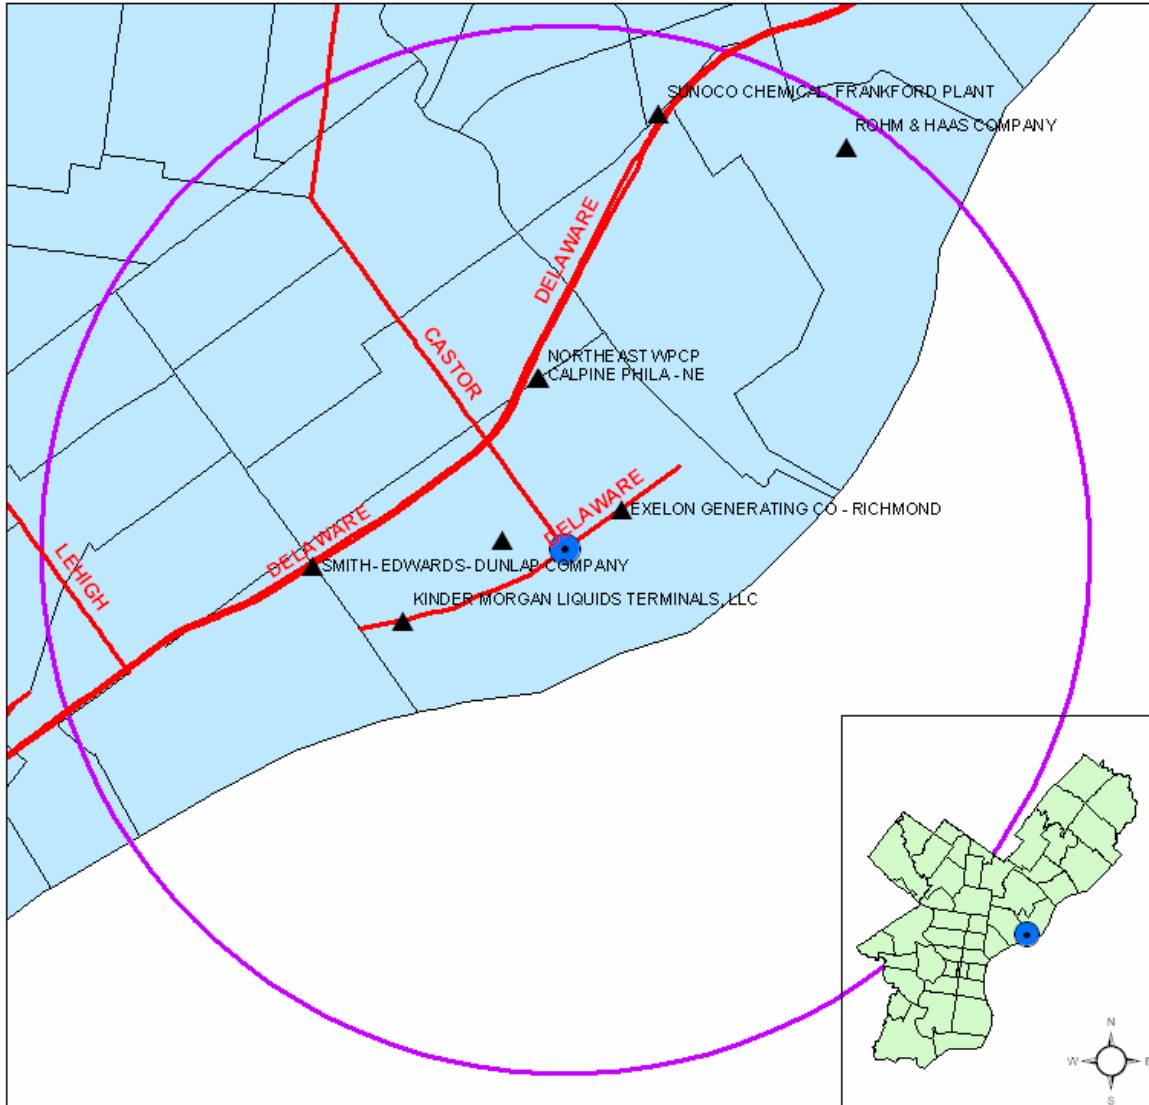 SUNOCO CHEMICAL, FRANKFORD PLANT
ROHM & HAAS COMPANY
DELAWARE
CASTOR
NORTHEAST WPCP
CALPINE PHILA - NE
DELAWARE
EXELON GENERATING CO - RICHMOND
DELAWARE
LEHIGH
SMITH-EDWARDS-DUNLAP COMPANY
KINDER MORGAN LIQUIDS TERMINALS, LLC
N
W
E
S